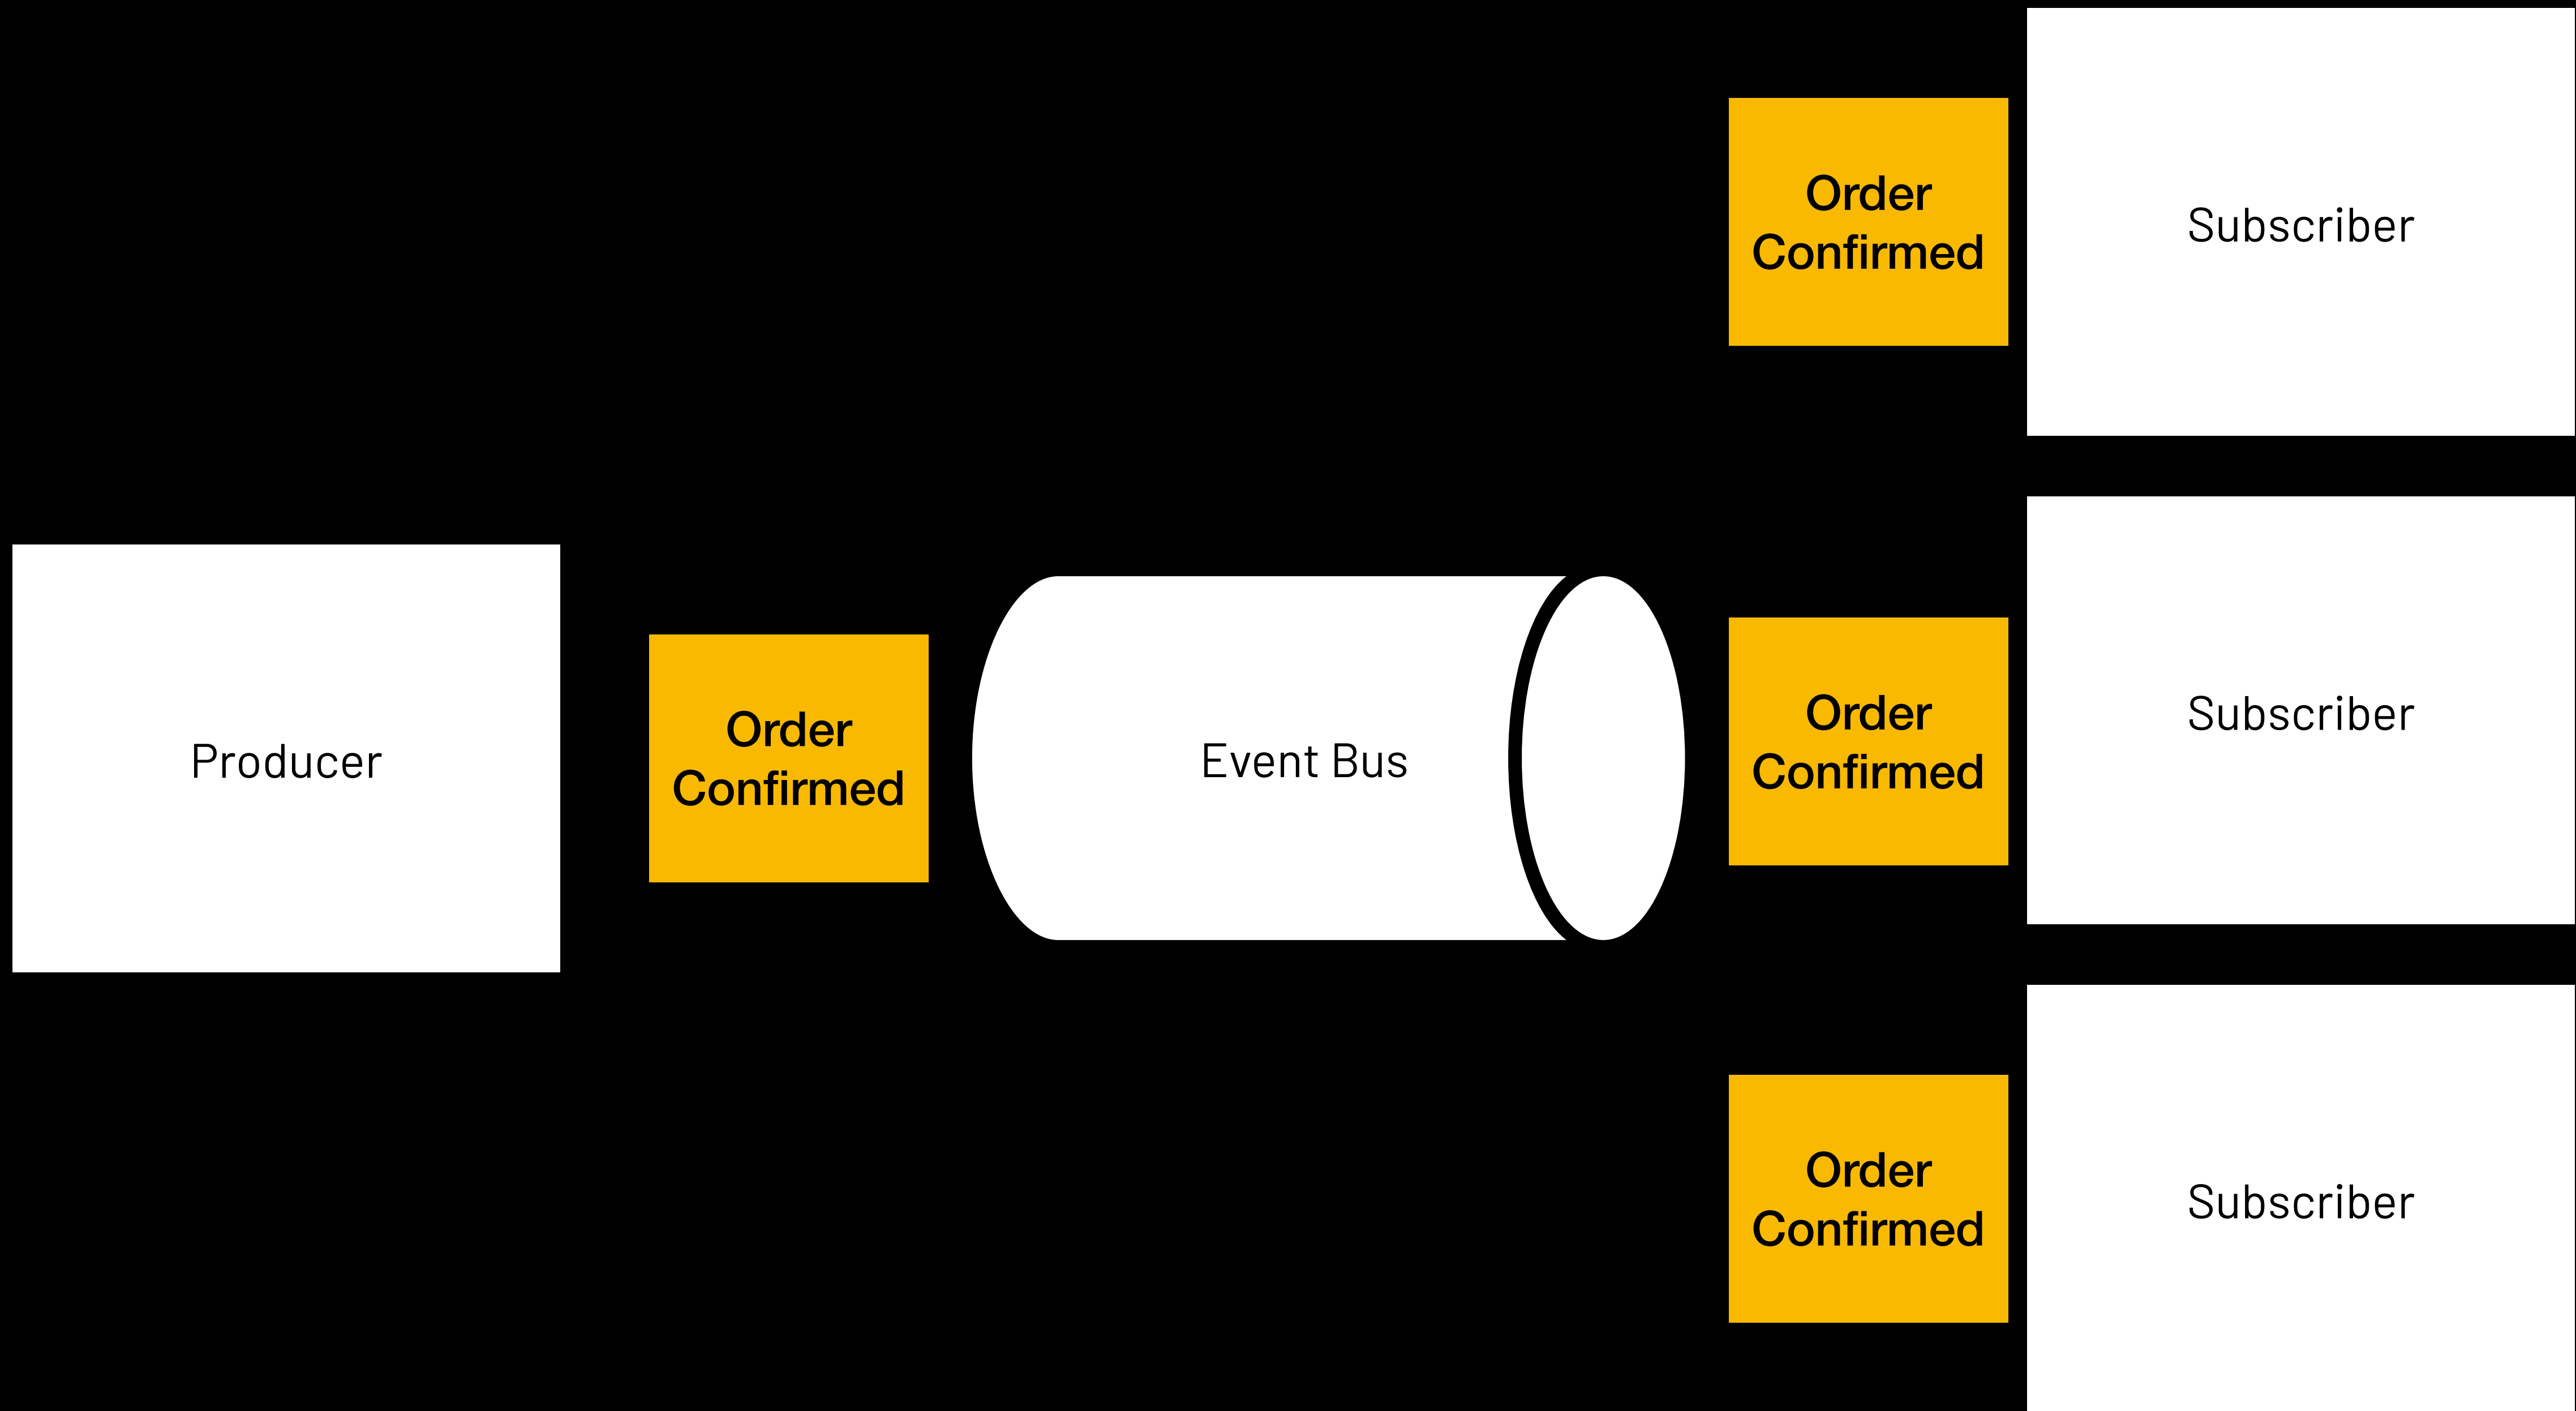 Producer
Order
Confirmed
Event Bus
Order
Confirmed
Subscriber
Order
Confirmed
Subscriber
Order
Confirmed
Subscriber